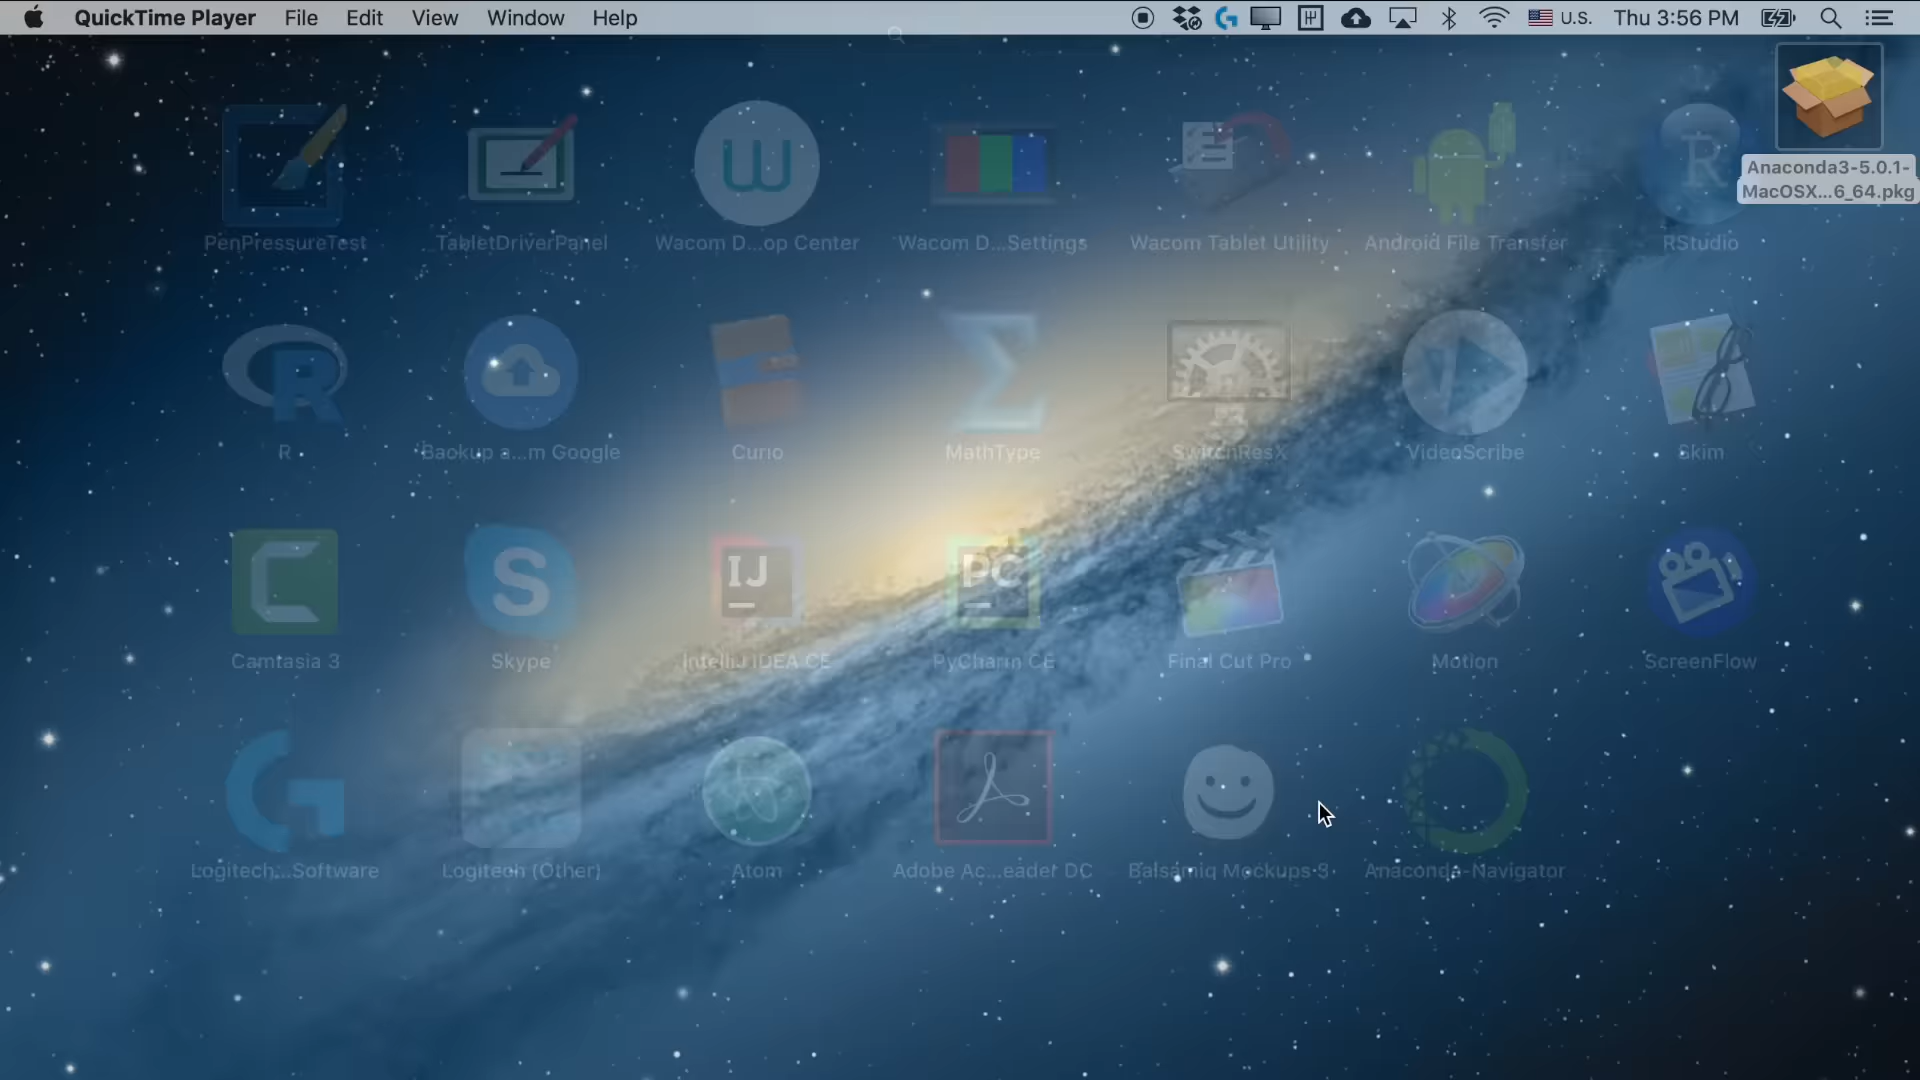 QuickTime Player File Edit View Window Help U.S. Thu 3:56 PM
Anaconda3-5.0.1-
MacOSX...6_64.pkg
PenPressureTest TabletDriverPanel Wacom D...op Center Wacom D...Settings Wacom Tablet Utility Android File Transfer RStudio
R Backup a...m Google Curio MathType SwitchResX VideoScribe Skim
IJ PC
Camtasia 3 Skype IntelliJ IDEA CE PyCharm CE Final Cut Pro Motion ScreenFlow
Logitech...Software Logitech (Other) Atom Adobe Ac...eader DC Balsamiq Mockups 3 Anaconda-Navigator